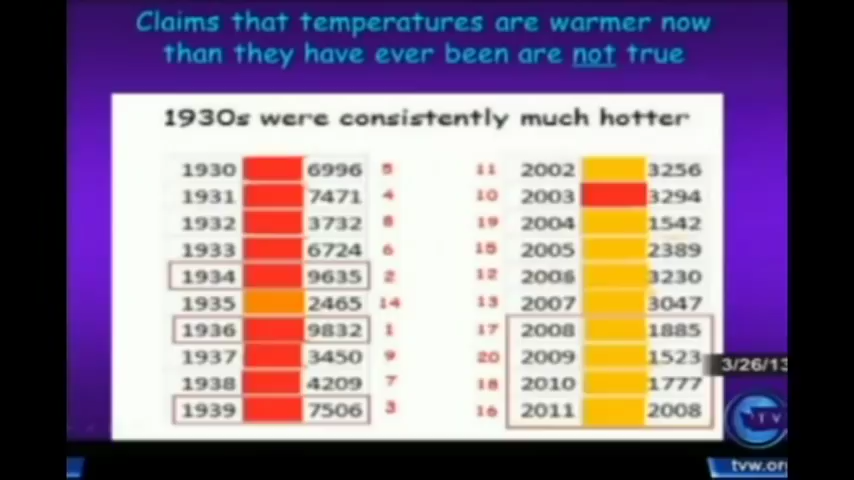 Claims that temperatures are warmer now
than they have ever been are not true
1930s were consistently much hotter
1930 6996 5 11 2002 3256
1931 7471 4 10 2003 3294
1932 3732 8 19 2004 1542
1933 6724 6 15 2005 2389
1934 9635 2 12 2006 3230
1935 2465 14 13 2007 3047
1936 9832 1 17 2008 1885
1937 3450 9 20 2009 1523
1938 4209 7 18 2010 1777
1939 7506 3 16 2011 2008
3/26/13
TV
tvw.or